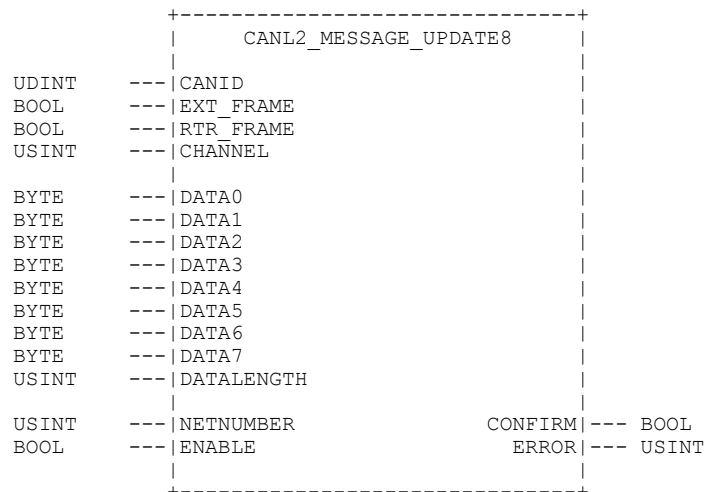 +-------------------------------+
| CANL2_MESSAGE_UPDATE8 |
| |
UDINT ---|CANID |
BOOL ---|EXT_FRAME |
BOOL ---|RTR_FRAME |
USINT ---|CHANNEL |
| |
BYTE ---|DATA0 |
BYTE ---|DATA1 |
BYTE ---|DATA2 |
BYTE ---|DATA3 |
BYTE ---|DATA4 |
BYTE ---|DATA5 |
BYTE ---|DATA6 |
BYTE ---|DATA7 |
USINT ---|DATALENGTH |
| |
USINT ---|NETNUMBER CONFIRM|--- BOOL
BOOL ---|ENABLE ERROR|--- USINT
| |
+-------------------------------+